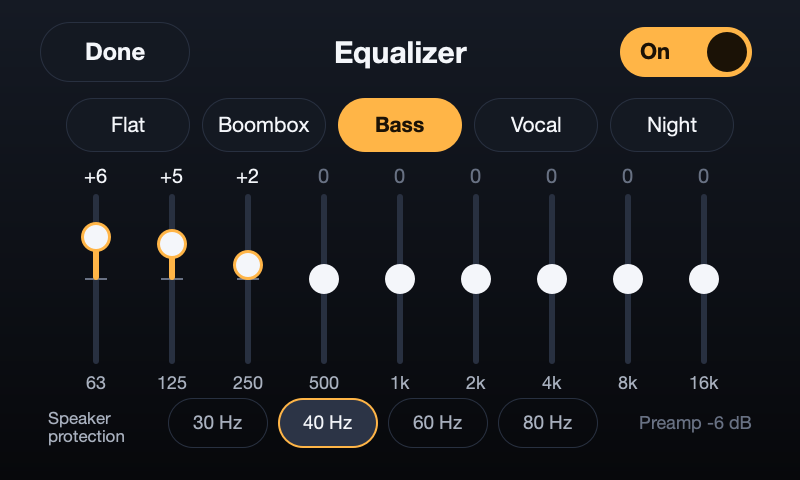 Done
Equalizer
On
Flat
Boombox
Bass
Vocal
Night
+6 +5 +2 0 0 0 0 0 0
63 125 250 500 1k 2k 4k 8k 16k
Speaker
protection
30 Hz
40 Hz
60 Hz
80 Hz
Preamp -6 dB